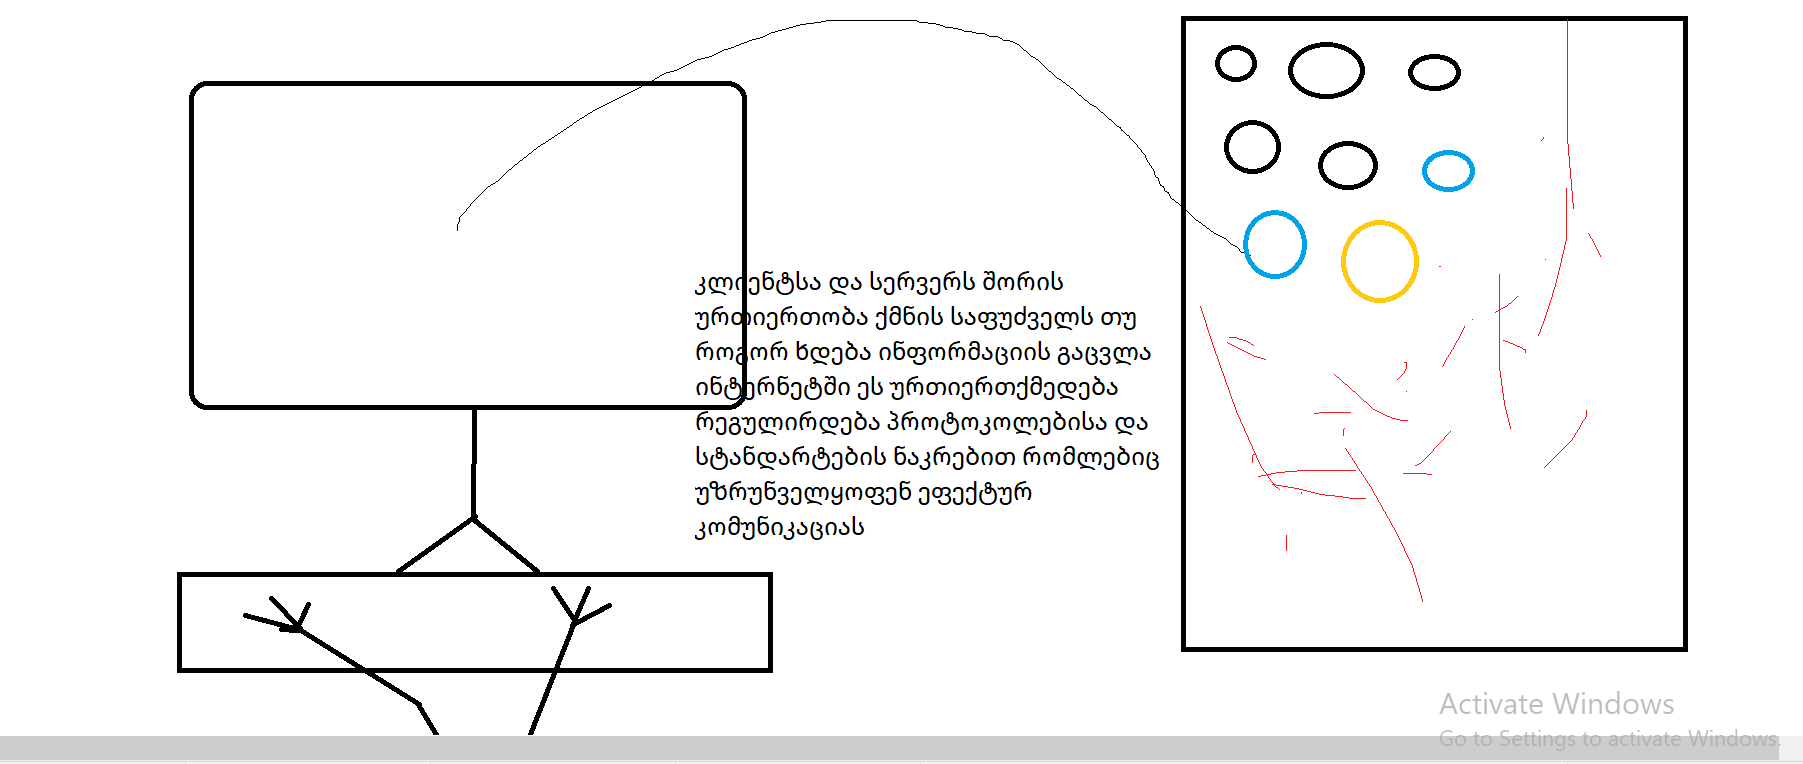 კლიენტსა და სერვერს შორის
ურთიერთობა ქმნის საფუძველს თუ
როგორ ხდება ინფორმაციის გაცვლა
ინტერნეტში ეს ურთიერთქმედება
რეგულირდება პროტოკოლებისა და
სტანდარტების ნაკრებით რომლებიც
უზრუნველყოფენ ეფექტურ
კომუნიკაციას
Activate Windows
Go to Settings to activate Windows.